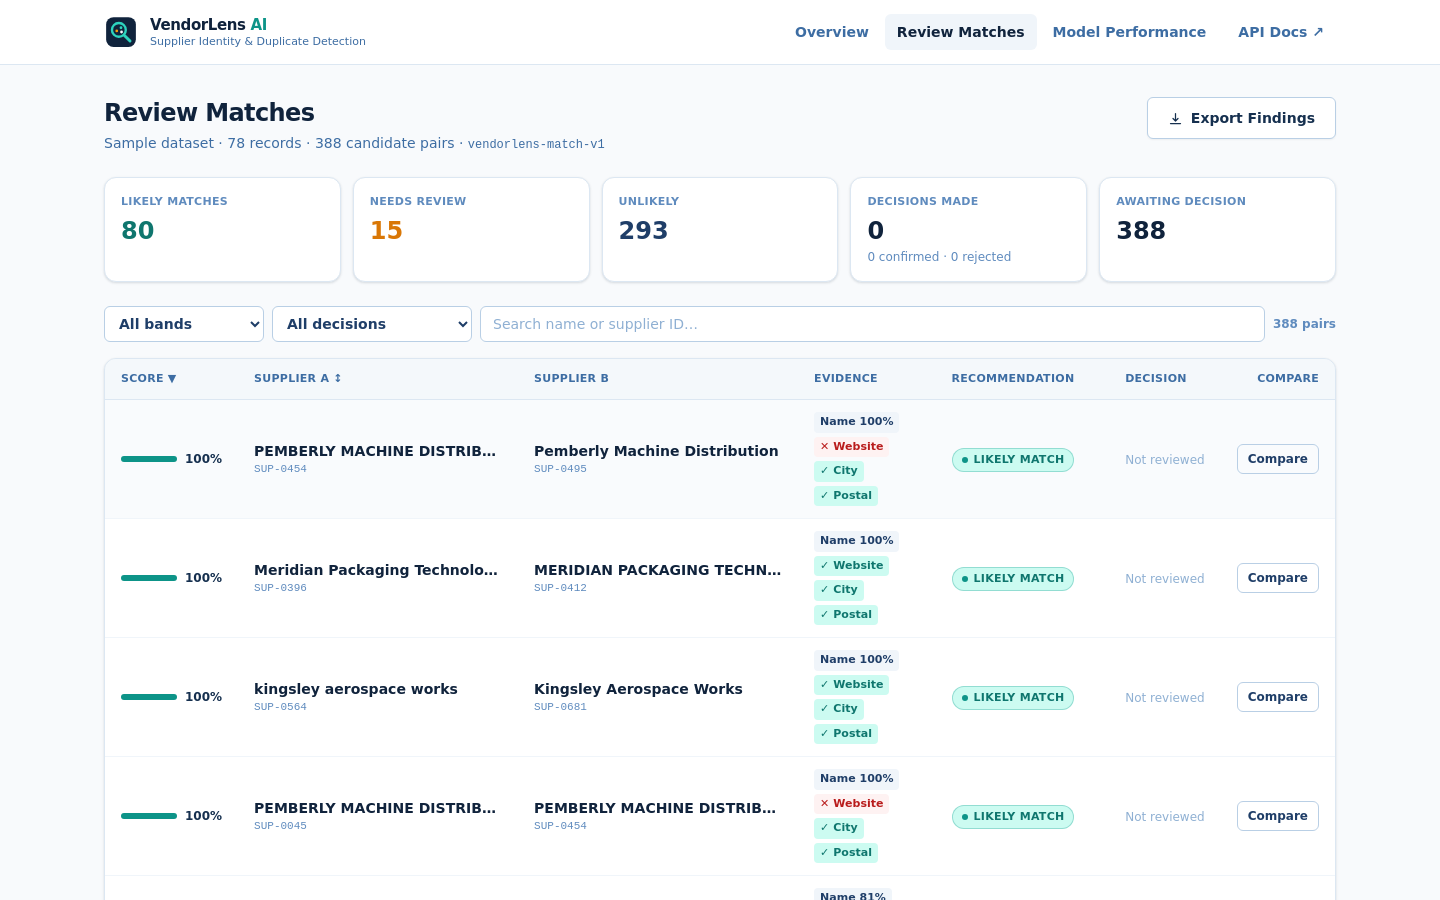 VendorLens AI
Supplier Identity & Duplicate Detection
Overview
Review Matches
Model Performance
API Docs ↗
Review Matches
Sample dataset · 78 records · 388 candidate pairs · vendorlens-match-v1
Export Findings
LIKELY MATCHES
80
NEEDS REVIEW
15
UNLIKELY
293
DECISIONS MADE
0
0 confirmed · 0 rejected
AWAITING DECISION
388
All bands
All decisions
Search name or supplier ID…
388 pairs
SCORE ▼
SUPPLIER A ↕
SUPPLIER B
EVIDENCE
RECOMMENDATION
DECISION
COMPARE
100%
PEMBERLY MACHINE DISTRIB…
SUP-0454
Pemberly Machine Distribution
SUP-0495
Name 100%
✕ Website
✓ City
✓ Postal
LIKELY MATCH
Not reviewed
Compare
100%
Meridian Packaging Technolo…
SUP-0396
MERIDIAN PACKAGING TECHN…
SUP-0412
Name 100%
✓ Website
✓ City
✓ Postal
LIKELY MATCH
Not reviewed
Compare
100%
kingsley aerospace works
SUP-0564
Kingsley Aerospace Works
SUP-0681
Name 100%
✓ Website
✓ City
✓ Postal
LIKELY MATCH
Not reviewed
Compare
100%
PEMBERLY MACHINE DISTRIB…
SUP-0045
PEMBERLY MACHINE DISTRIB…
SUP-0454
Name 100%
✕ Website
✓ City
✓ Postal
LIKELY MATCH
Not reviewed
Compare
Name 81%